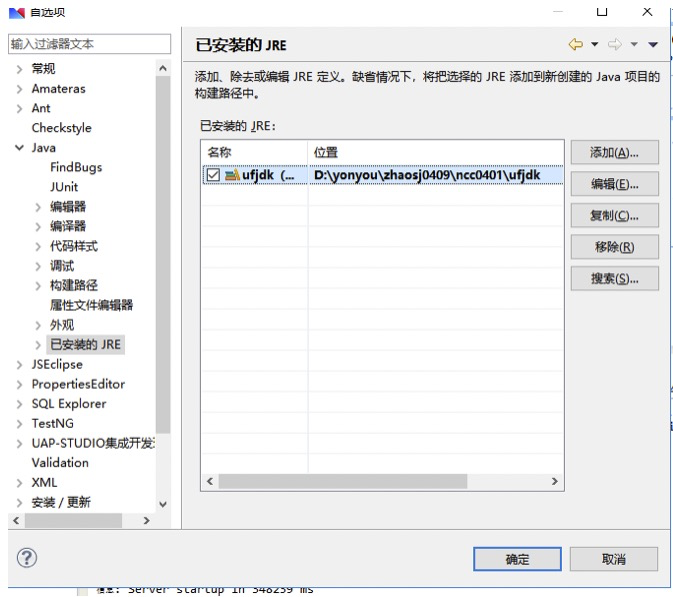 自选项
输入过滤器文本
常规
Amateras
Ant
Checkstyle
Java
FindBugs
JUnit
编辑器
编译器
代码样式
调试
构建路径
属性文件编辑器
外观
已安装的 JRE
JSEclipse
PropertiesEditor
SQL Explorer
TestNG
UAP-STUDIO集成开发
Validation
XML
安装 / 更新
已安装的 JRE
添加、除去或编辑 JRE 定义。缺省情况下，将把选择的 JRE 添加到新创建的 Java 项目的
构建路径中。
已安装的 JRE：
名称 位置
ufjdk (... D:\yonyou\zhaosj0409\ncc0401\ufjdk
添加(A)...
编辑(E)...
复制(C)...
移除(R)
搜索(S)...
确定 取消
信息: Server startup in 348239 ms